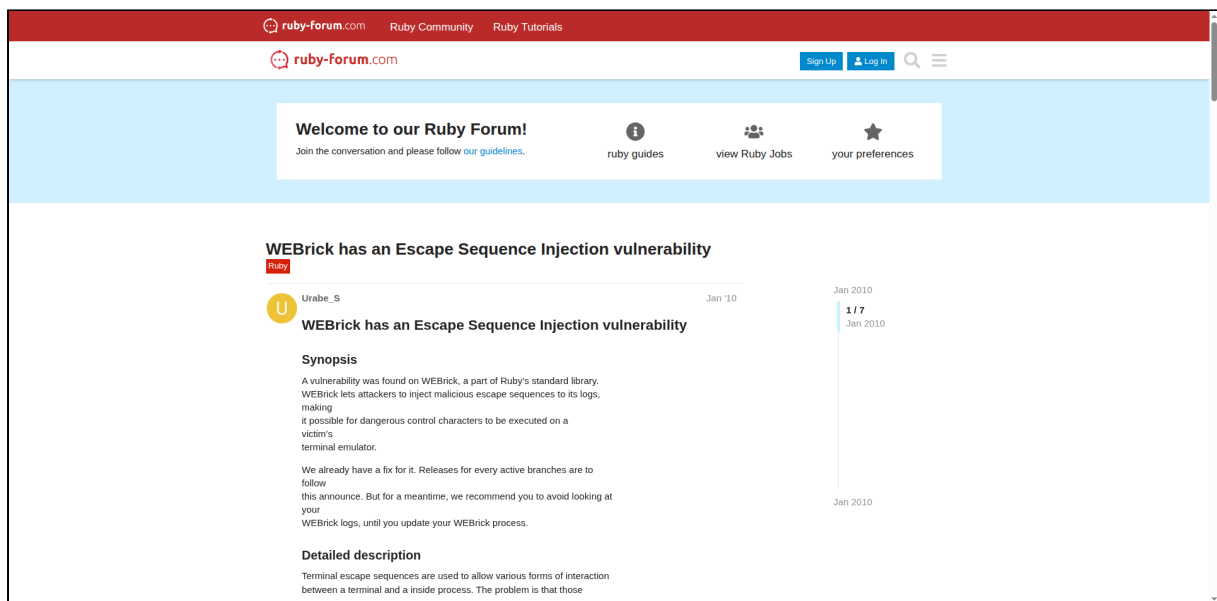 ruby-forum.com Ruby Community Ruby Tutorials
ruby-forum.com Sign Up Log In
Welcome to our Ruby Forum!
Join the conversation and please follow our guidelines.
ruby guides view Ruby Jobs your preferences
WEBrick has an Escape Sequence Injection vulnerability
Ruby
U
Urabe_S Jan '10
WEBrick has an Escape Sequence Injection vulnerability
Synopsis
A vulnerability was found on WEBrick, a part of Ruby's standard library.
WEBrick lets attackers to inject malicious escape sequences to its logs,
making
it possible for dangerous control characters to be executed on a
victim's
terminal emulator.
We already have a fix for it. Releases for every active branches are to
follow
this announce. But for a meantime, we recommend you to avoid looking at
your
WEBrick logs, until you update your WEBrick process.
Detailed description
Terminal escape sequences are used to allow various forms of interaction
between a terminal and a inside process. The problem is that those
Jan 2010
1 / 7
Jan 2010
Jan 2010